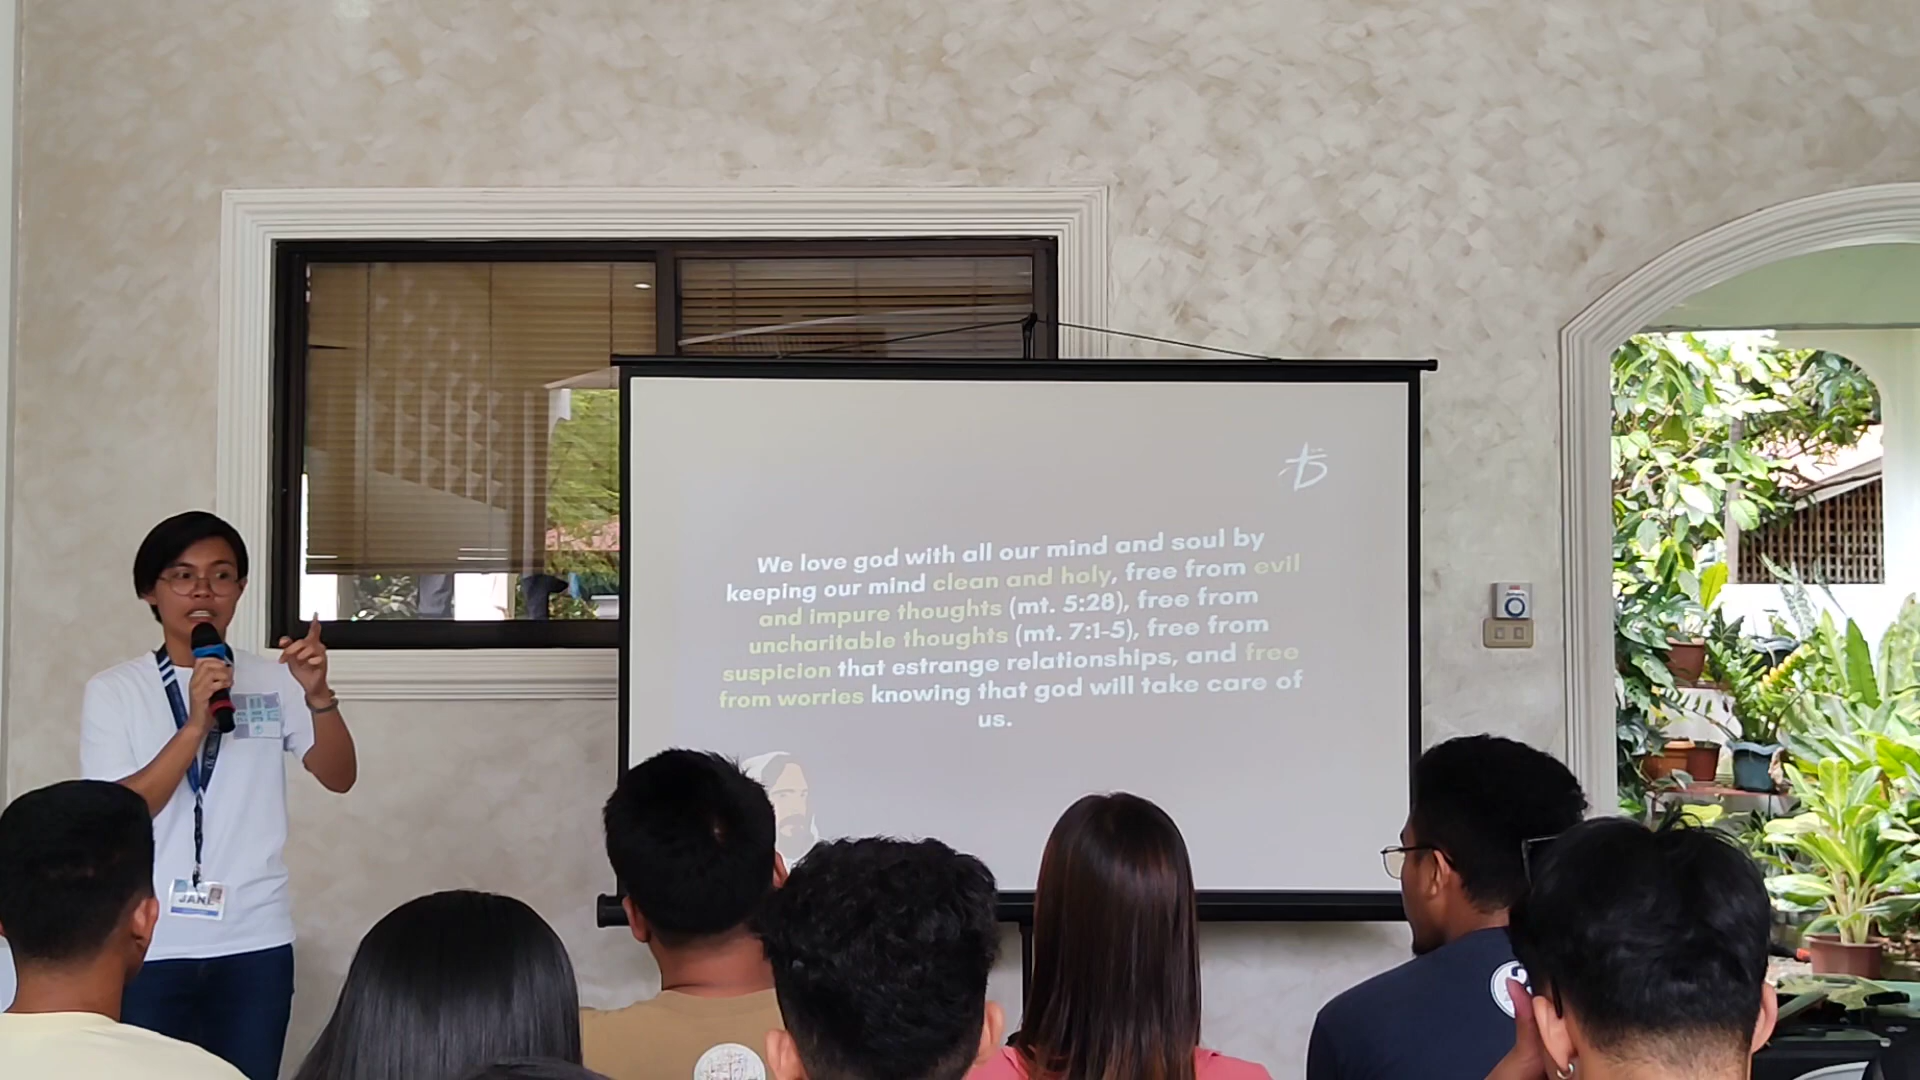 We love god with all our mind and soul by
keeping our mind clean and holy, free from evil
and impure thoughts (mt. 5:28), free from
uncharitable thoughts (mt. 7:1-5), free from
suspicion that estrange relationships, and free
from worries knowing that god will take care of
us.
JANE